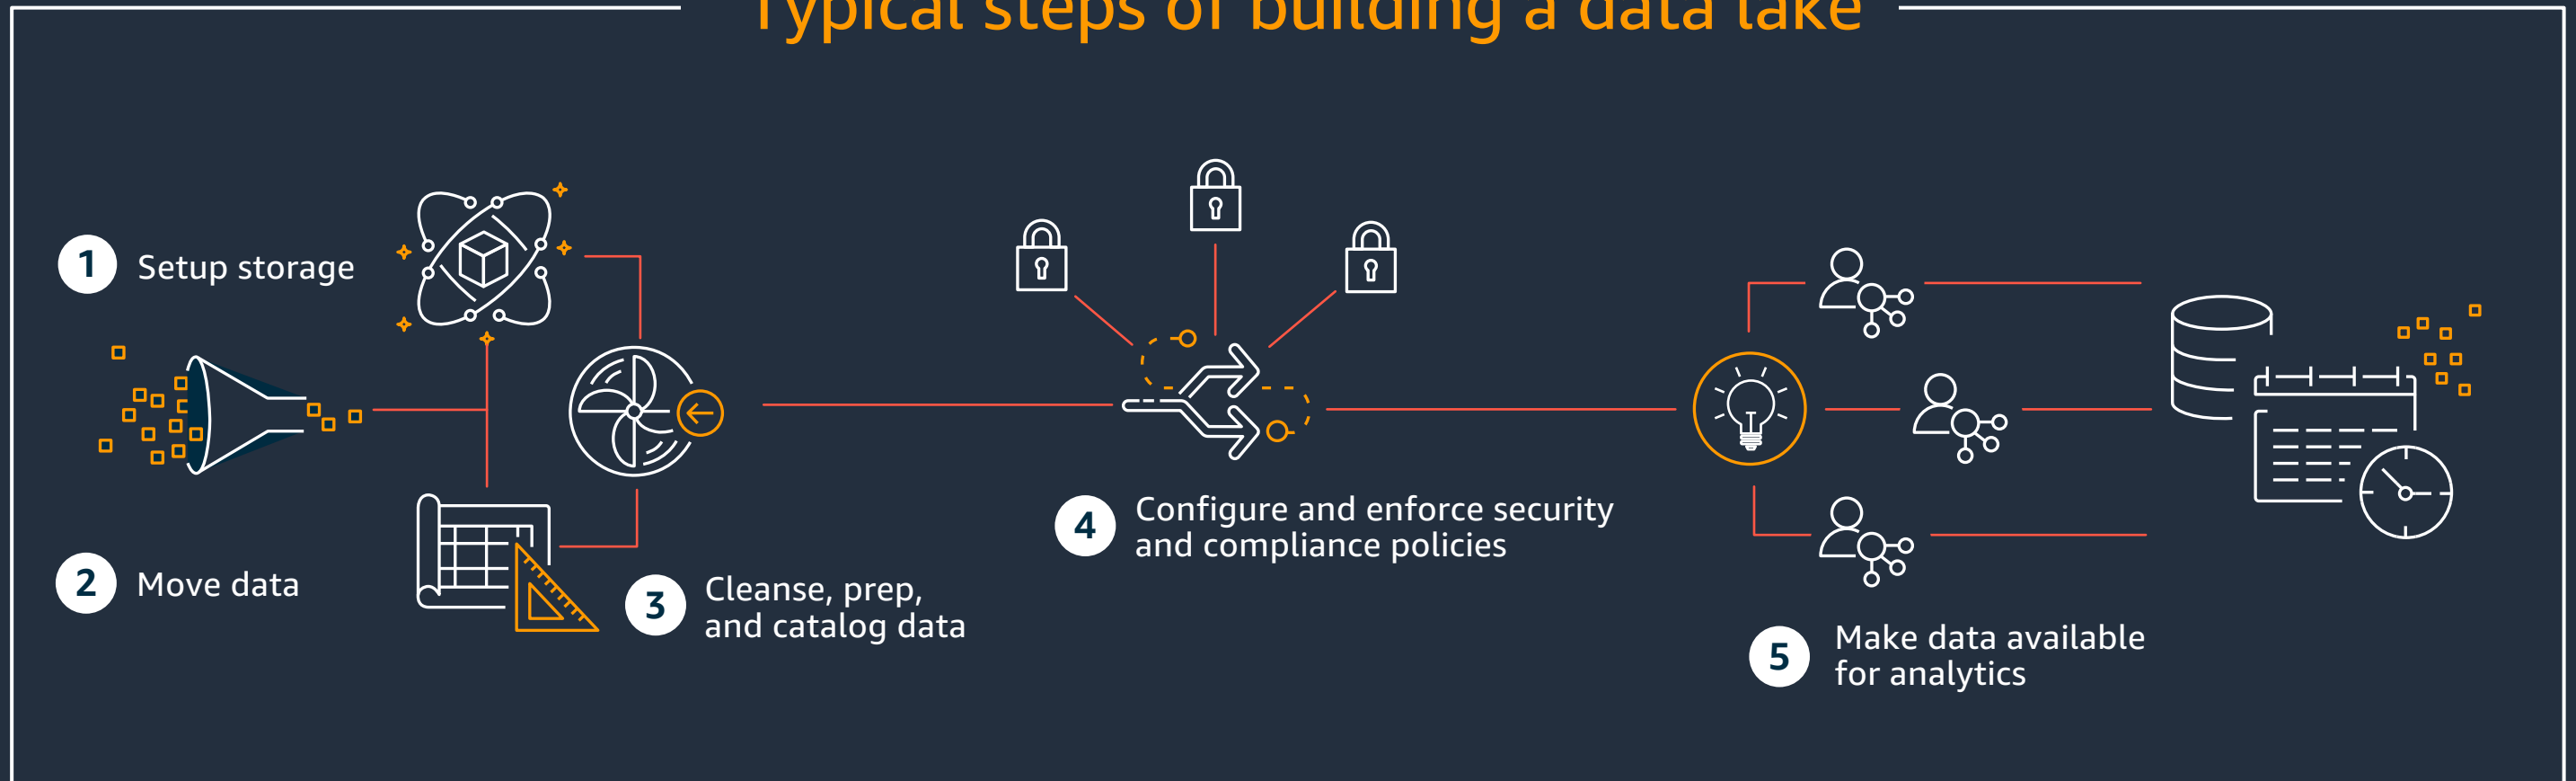 Typical steps of building a data lake
1 Setup storage
2 Move data
3 Cleanse, prep,
and catalog data
4 Configure and enforce security
and compliance policies
5 Make data available
for analytics